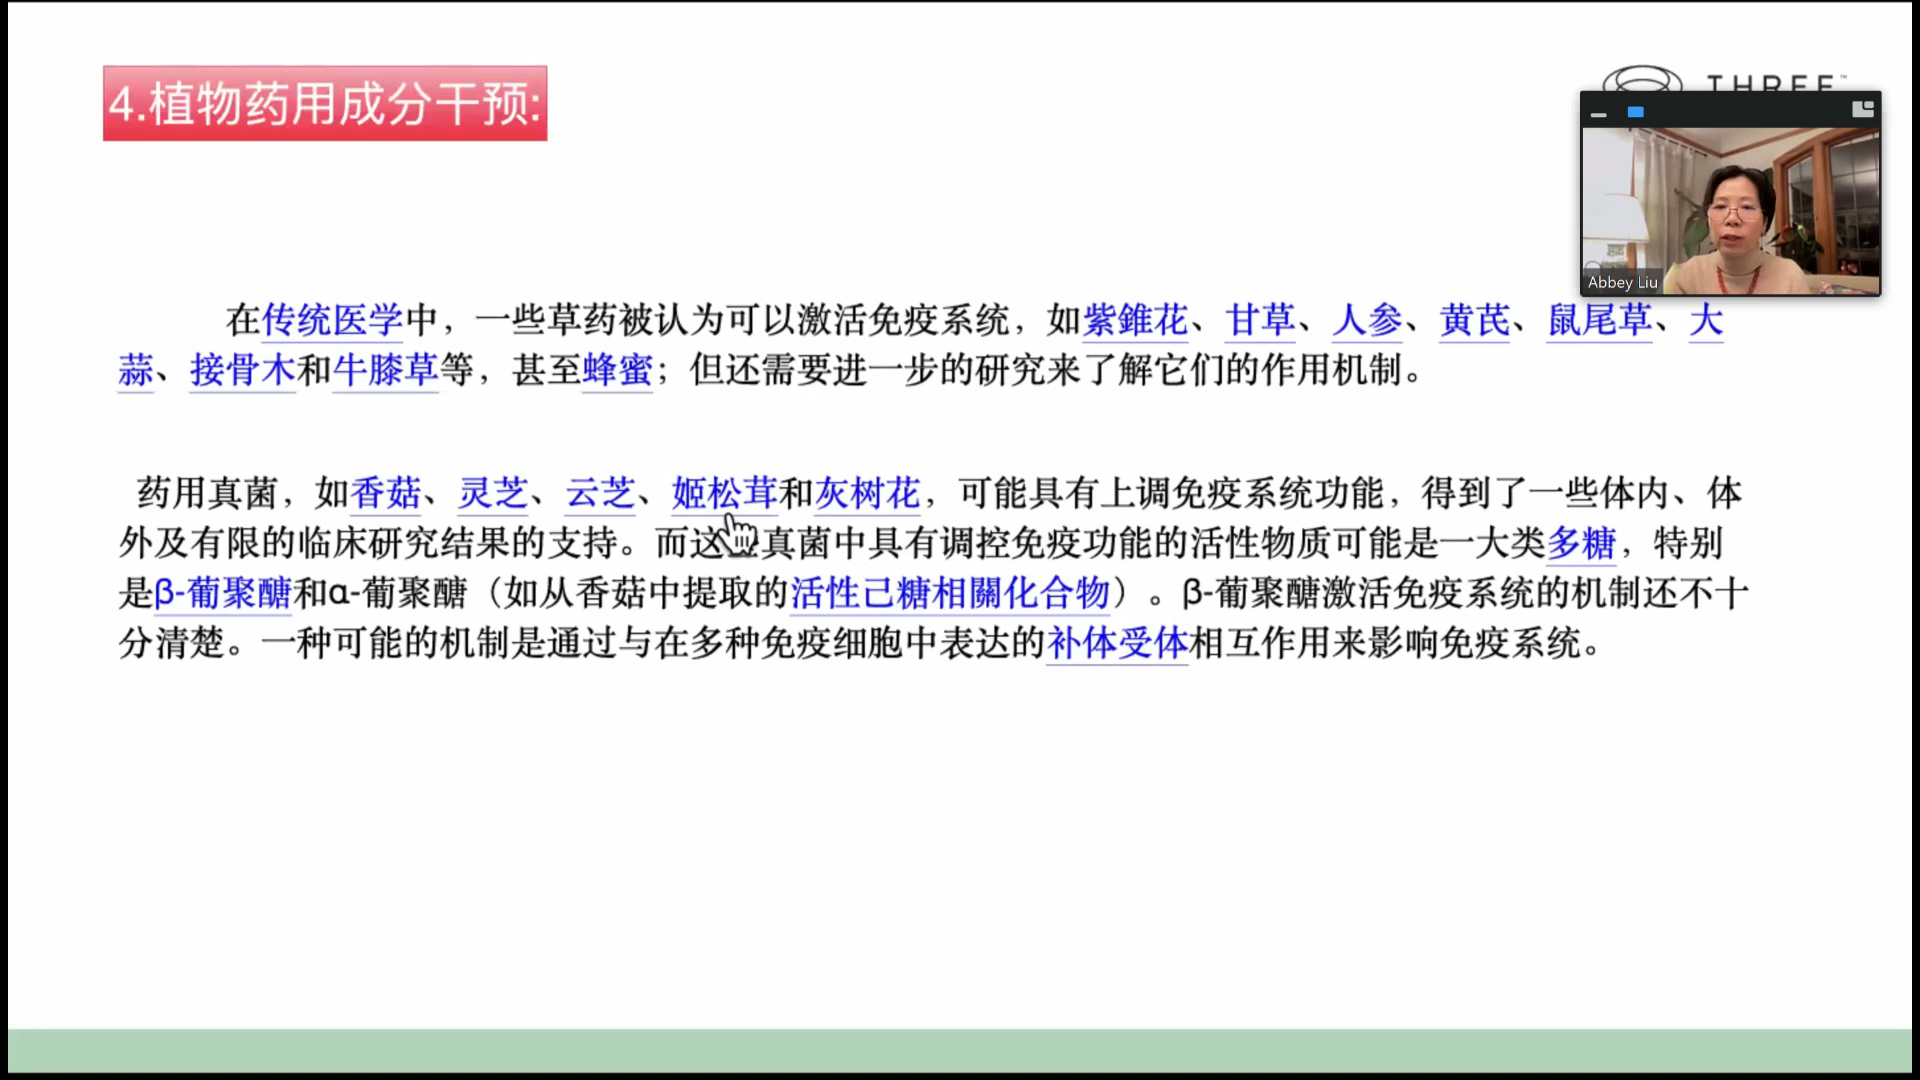 4.植物药用成分干预:
THREE™
Abbey Liu
在传统医学中，一些草药被认为可以激活免疫系统，如紫錐花、甘草、人参、黄芪、鼠尾草、大
蒜、接骨木和牛膝草等，甚至蜂蜜；但还需要进一步的研究来了解它们的作用机制。
药用真菌，如香菇、灵芝、云芝、姬松茸和灰树花，可能具有上调免疫系统功能，得到了一些体内、体
外及有限的临床研究结果的支持。而这真菌中具有调控免疫功能的活性物质可能是一大类多糖，特别
是β-葡聚醣和α-葡聚醣（如从香菇中提取的活性己糖相關化合物）。β-葡聚醣激活免疫系统的机制还不十
分清楚。一种可能的机制是通过与在多种免疫细胞中表达的补体受体相互作用来影响免疫系统。